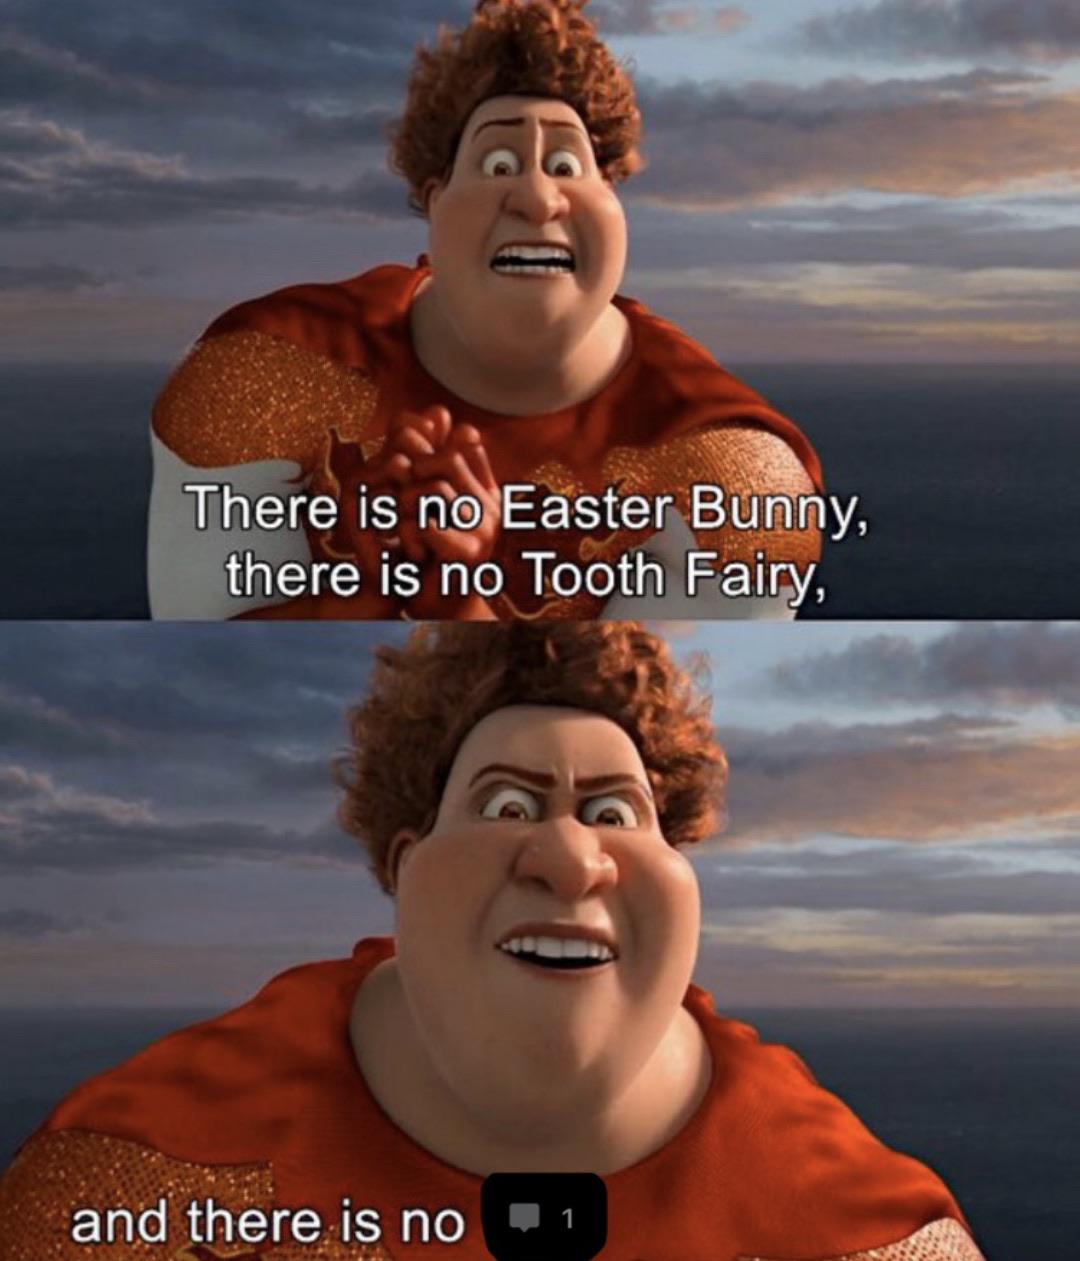 There is no Easter Bunny,
there is no Tooth Fairy,
and there is no 1